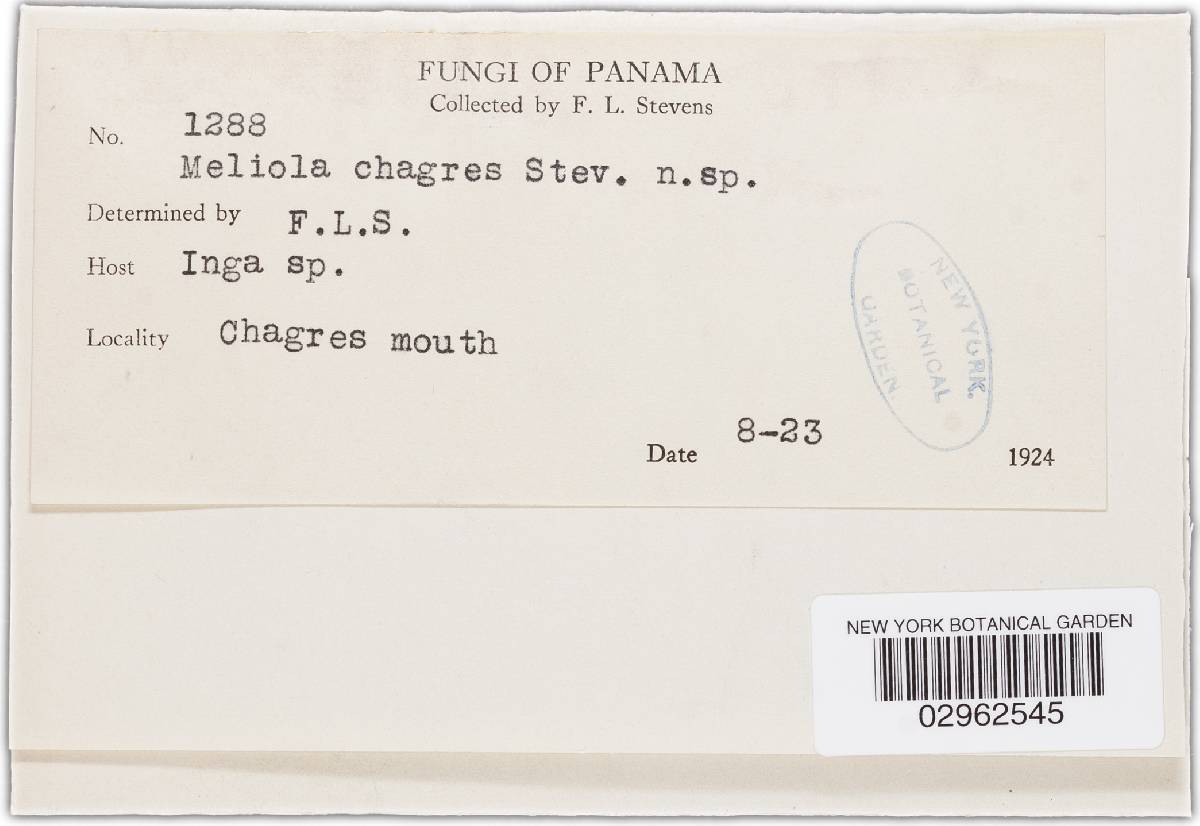 FUNGI OF PANAMA
Collected by F. L. Stevens
No. 1288
Meliola chagres Stev. n.sp.
Determined by F.L.S.
Host Inga sp.
Locality Chagres mouth
Date 8-23 1924
NEW YORK.
BOTANICAL
GARDEN.
NEW YORK BOTANICAL GARDEN
02962545